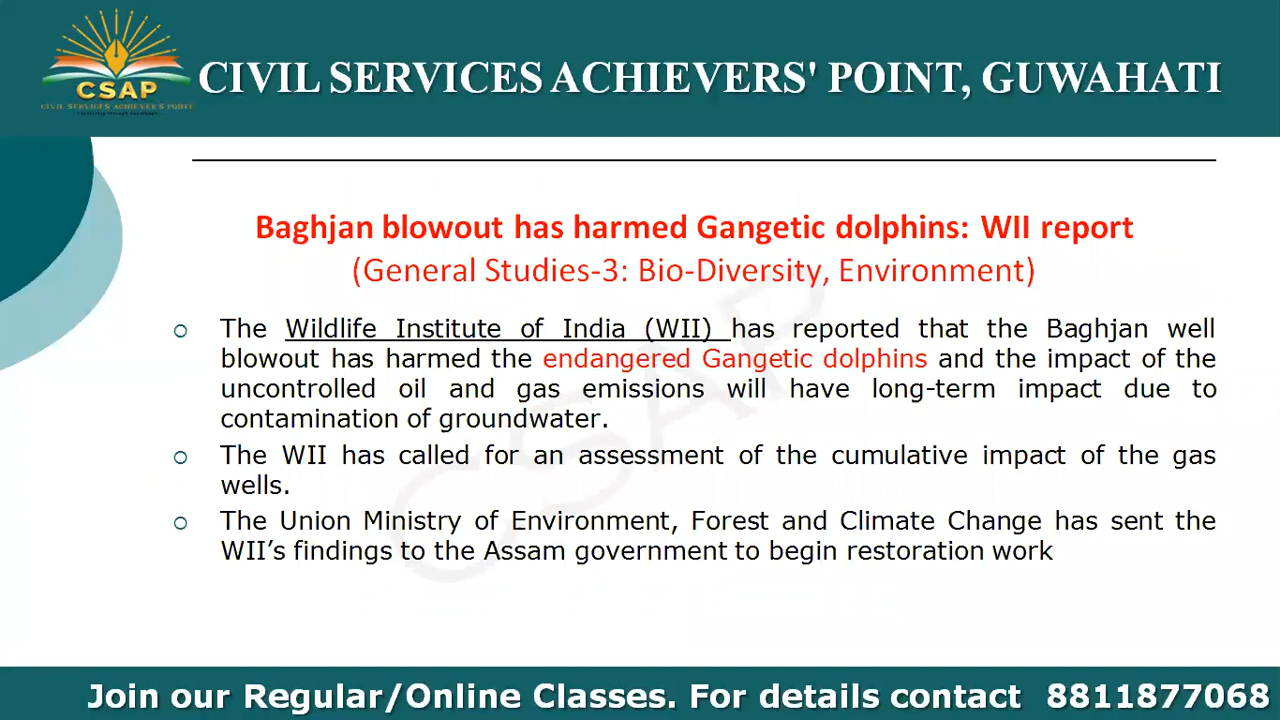 CSAP
CIVIL SERVICES ACHIEVER'S POINT
CIVIL SERVICES ACHIEVERS' POINT, GUWAHATI
Baghjan blowout has harmed Gangetic dolphins: WII report
(General Studies-3: Bio-Diversity, Environment)
The Wildlife Institute of India (WII) has reported that the Baghjan well
blowout has harmed the endangered Gangetic dolphins and the impact of the
uncontrolled oil and gas emissions will have long-term impact due to
contamination of groundwater.
The WII has called for an assessment of the cumulative impact of the gas
wells.
The Union Ministry of Environment, Forest and Climate Change has sent the
WII’s findings to the Assam government to begin restoration work
CSAP
Join our Regular/Online Classes. For details contact 8811877068